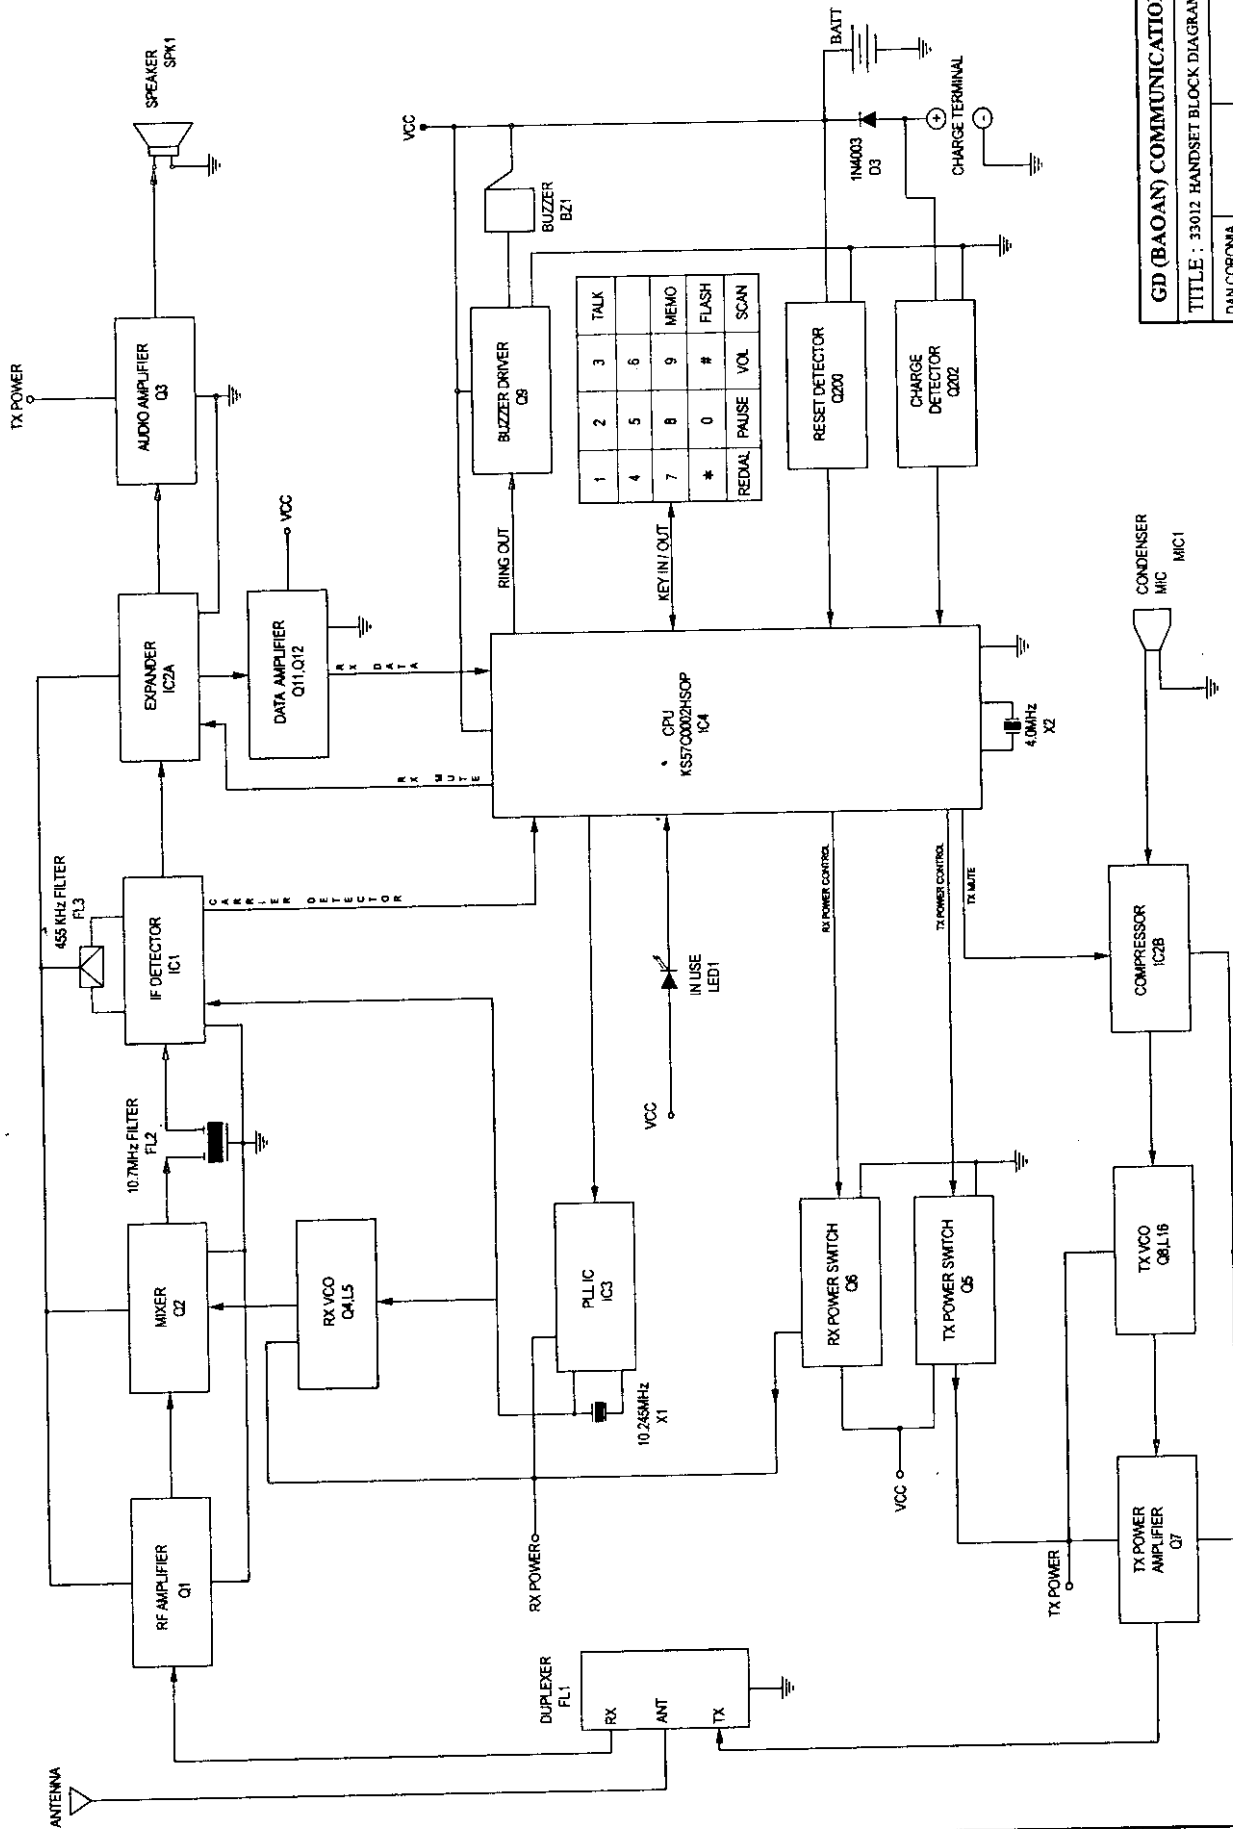 ANTENNA
RF AMPLIFIER
Q1
MIXER
Q2
10.7MHz FILTER
FL2
455 KHz FILTER
FL3
IF DETECTOR
IC1
EXPANDER
IC2A
TX POWER
AUDIO AMPLIFIER
Q3
SPEAKER
SPK1
RX VCO
Q4,L5
CARRIER DETECTOR
RX MUTE
DATA AMPLIFIER
Q11,Q12
VCC
RX DATA
VCC
BUZZER
BZ1
BUZZER DRIVER
Q9
RING OUT
DUPLEXER
FL1
RX
ANT
TX
RX POWER
PLL IC
IC3
10.245MHz
X1
VCC
IN USE
LED1
CPU
KS57C0002HSOP
IC4
4.0MHz
X2
KEY IN / OUT
1 2 3 TALK
4 5 6
7 8 9 MEMO
* 0 # FLASH
REDIAL PAUSE VOL SCAN
RESET DETECTOR
Q200
CHARGE
DETECTOR
Q202
BATT
1N4003
D3
CHARGE TERMINAL
+
-
RX POWER CONTROL
TX POWER CONTROL
TX MUTE
RX POWER SWITCH
Q6
TX POWER SWITCH
Q5
VCC
TX POWER
TX POWER
AMPLIFIER
Q7
TX VCO
Q8,L16
COMPRESSOR
IC2B
CONDENSER
MIC
MIC1
GD (BAOAN) COMMUNICATION
TITLE : 33012 HANDSET BLOCK DIAGRAM